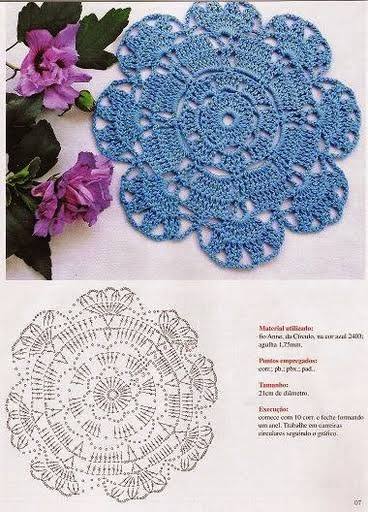 Material utilizado:
fio Anne, da Círculo, na cor azul 2403;
agulha 1,75mm.
Pontos empregados:
corr.; pb.; pbx.; pad..
Tamanho:
21cm de diâmetro.
Execução:
comece com 10 corr. e feche formando
um anel. Trabalhe em carreiras
circulares seguindo o gráfico.
07